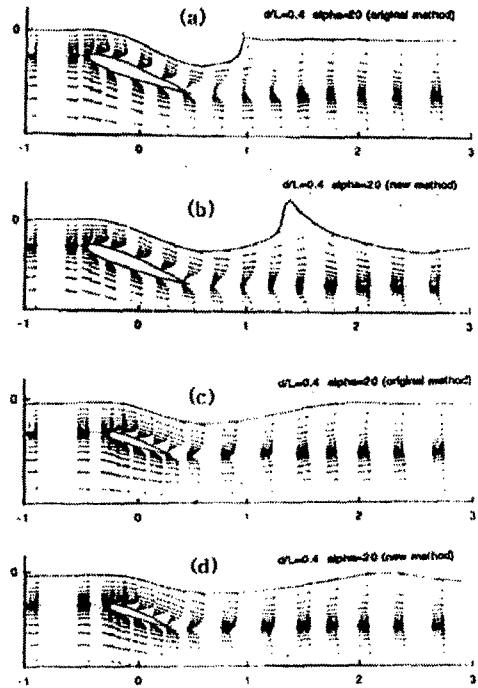 (a)
d/L=0.4 alpha=20 (original method)
0
-1 0 1 2 3
(b)
d/L=0.4 alpha=20 (new method)
0
-1 0 1 2 3
(c)
d/L=0.4 alpha=20 (original method)
0
-1 0 1 2 3
(d)
d/L=0.4 alpha=20 (new method)
0
-1 0 1 2 3